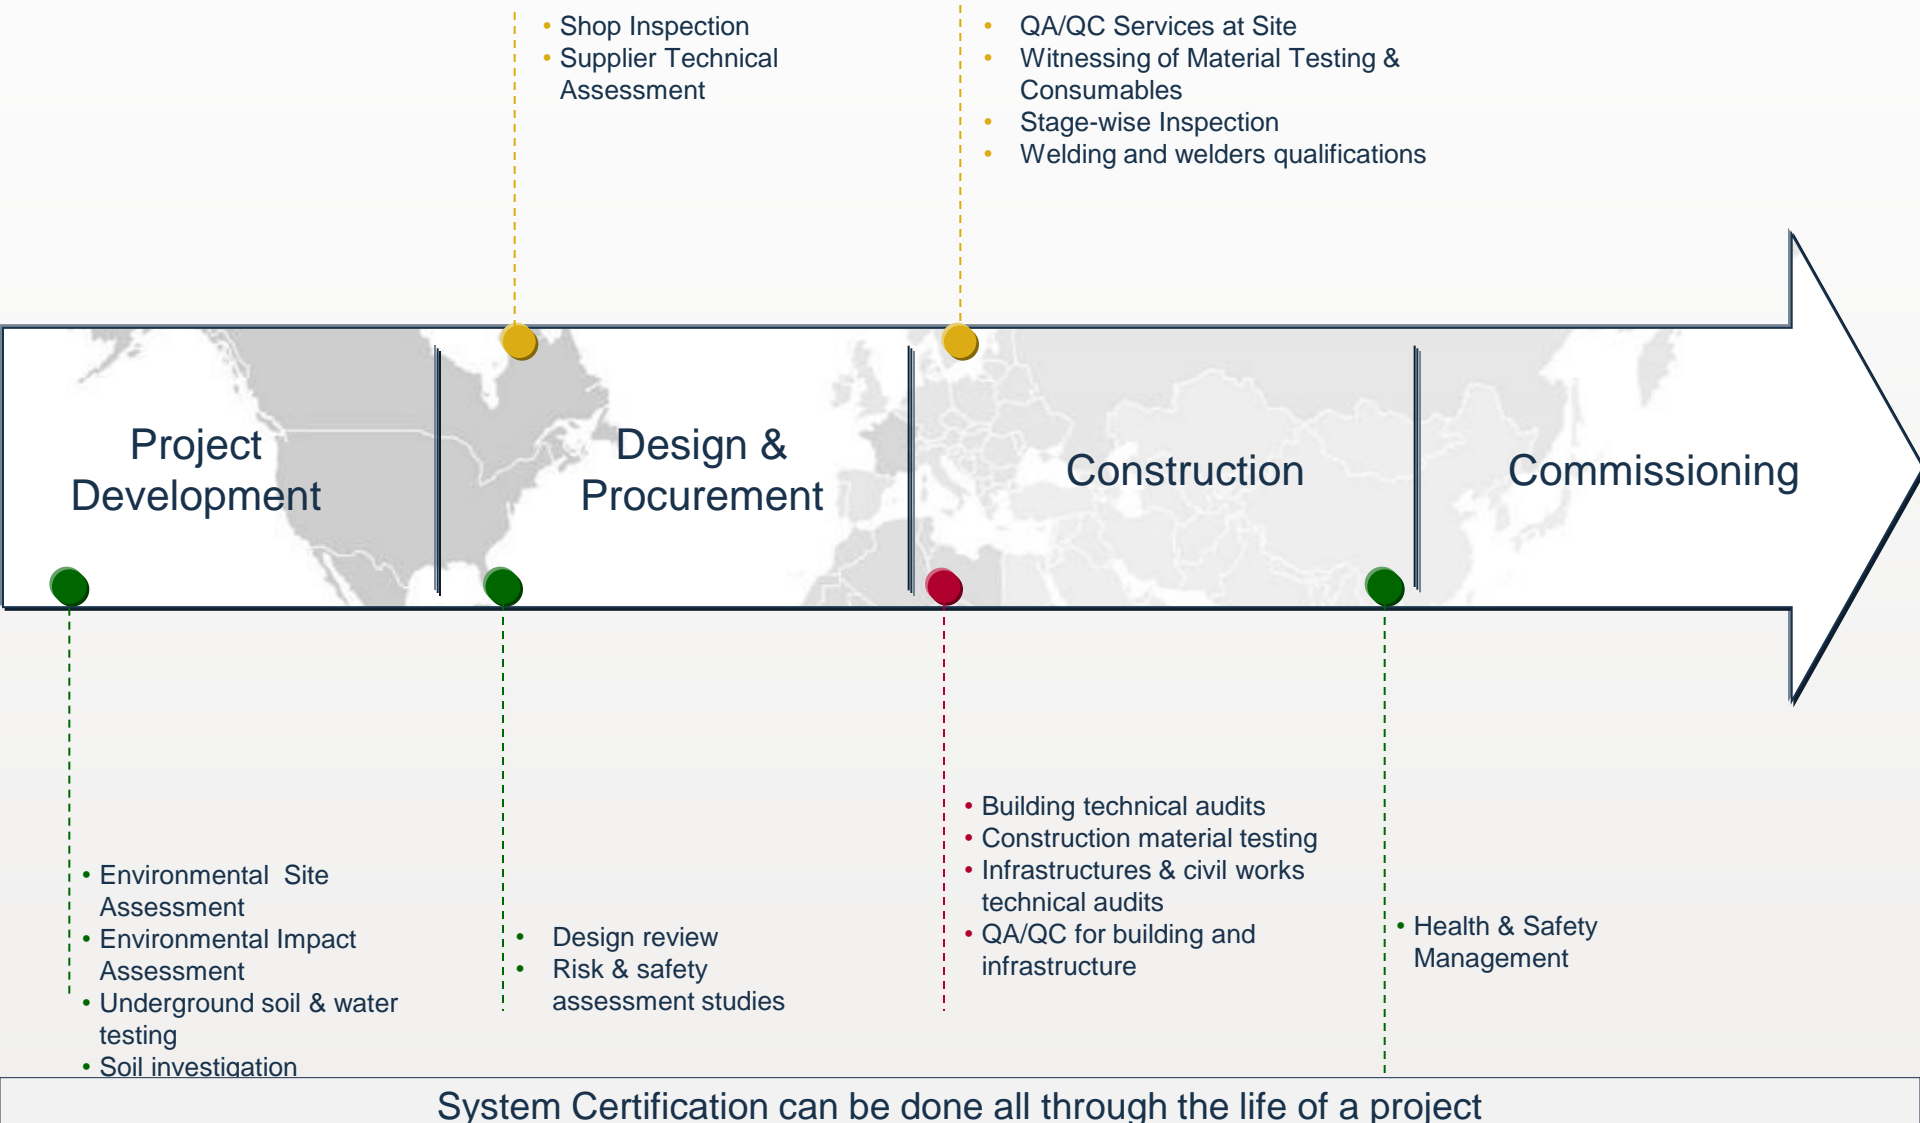 Shop Inspection
Supplier Technical
Assessment
QA/QC Services at Site
Witnessing of Material Testing &
Consumables
Stage-wise Inspection
Welding and welders qualifications
Project
Development
Design &
Procurement
Construction
Commissioning
Environmental Site
Assessment
Environmental Impact
Assessment
Underground soil & water
testing
Soil investigation
Design review
Risk & safety
assessment studies
Building technical audits
Construction material testing
Infrastructures & civil works
technical audits
QA/QC for building and
infrastructure
Health & Safety
Management
System Certification can be done all through the life of a project